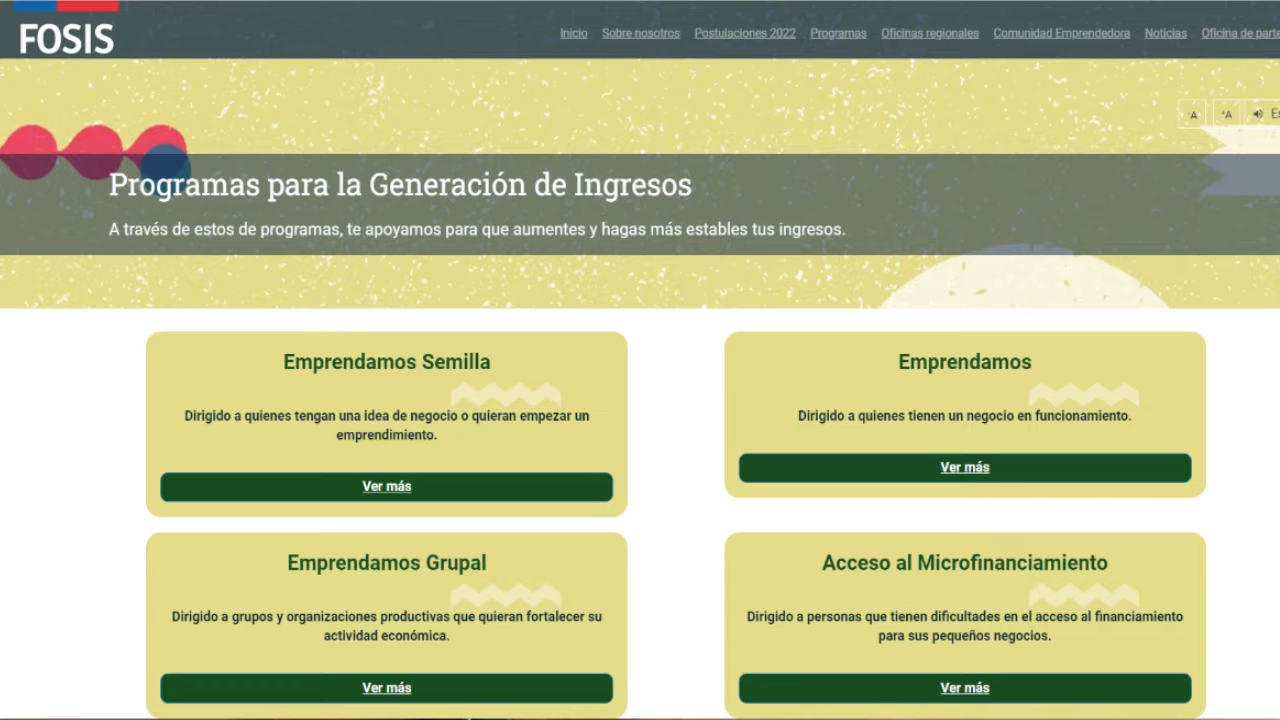 FOSIS
Inicio Sobre nosotros Postulaciones 2022 Programas Oficinas regionales Comunidad Emprendedora Noticias Oficina de parte
-A +A
Programas para la Generación de Ingresos
A través de estos de programas, te apoyamos para que aumentes y hagas más estables tus ingresos.
Emprendamos Semilla
Dirigido a quienes tengan una idea de negocio o quieran empezar un
emprendimiento.
Ver más
Emprendamos
Dirigido a quienes tienen un negocio en funcionamiento.
Ver más
Emprendamos Grupal
Dirigido a grupos y organizaciones productivas que quieran fortalecer su
actividad económica.
Ver más
Acceso al Microfinanciamiento
Dirigido a personas que tienen dificultades en el acceso al financiamiento
para sus pequeños negocios.
Ver más